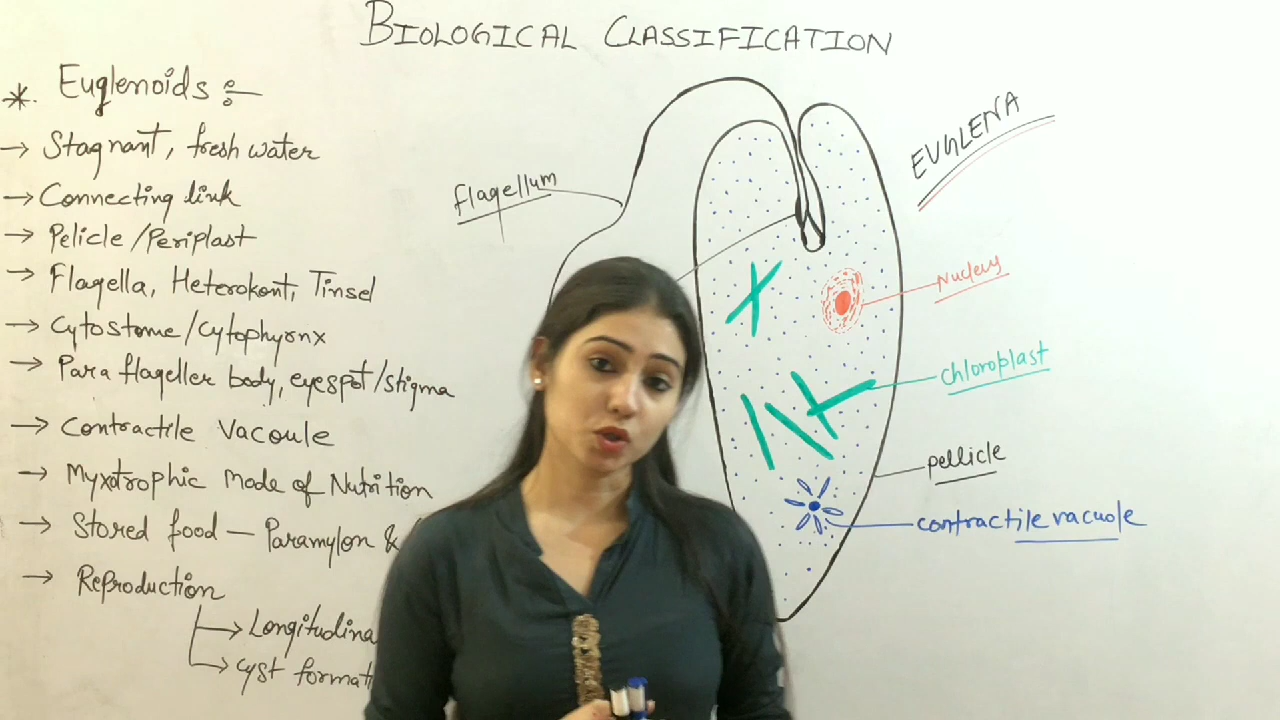 BIOLOGICAL CLASSIFICATION
*. Euglenoids :-
→ Stagnant, fresh water
→ Connecting link
→ Pelicle/Periplast
→ Flagella, Heterokont, Tinsel
→ Cytostome/Cytophyrnx
→ Para flageller body, eyespot/stigma
→ Contractile Vacoule
→ Myxotrophic mode of Nutrition
→ Stored food — Paramylon &
→ Reproduction
→ Longitudina
→ Cyst format
EUGLENA
flagellum
Nucleus
chloroplast
pellicle
contractile vacuole